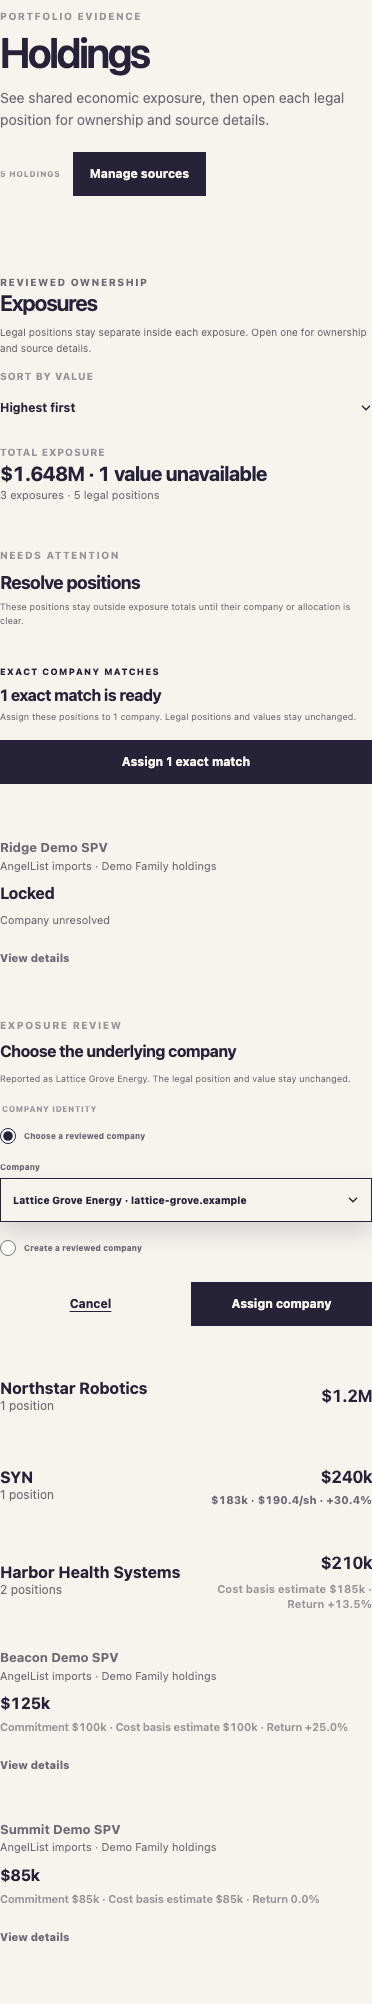 PORTFOLIO EVIDENCE
Holdings
See shared economic exposure, then open each legal
position for ownership and source details.
5 HOLDINGS
Manage sources
REVIEWED OWNERSHIP
Exposures
Legal positions stay separate inside each exposure. Open one for ownership
and source details.
SORT BY VALUE
Highest first
TOTAL EXPOSURE
$1.648M · 1 value unavailable
3 exposures · 5 legal positions
NEEDS ATTENTION
Resolve positions
These positions stay outside exposure totals until their company or allocation is
clear.
EXACT COMPANY MATCHES
1 exact match is ready
Assign these positions to 1 company. Legal positions and values stay unchanged.
Assign 1 exact match
Ridge Demo SPV
AngelList imports · Demo Family holdings
Locked
Company unresolved
View details
EXPOSURE REVIEW
Choose the underlying company
Reported as Lattice Grove Energy. The legal position and value stay unchanged.
COMPANY IDENTITY
Choose a reviewed company
Company
Lattice Grove Energy · lattice-grove.example
Create a reviewed company
Cancel
Assign company
Northstar Robotics
1 position
$1.2M
SYN
1 position
$240k
$183k · $190.4/sh · +30.4%
Harbor Health Systems
2 positions
$210k
Cost basis estimate $185k ·
Return +13.5%
Beacon Demo SPV
AngelList imports · Demo Family holdings
$125k
Commitment $100k · Cost basis estimate $100k · Return +25.0%
View details
Summit Demo SPV
AngelList imports · Demo Family holdings
$85k
Commitment $85k · Cost basis estimate $85k · Return 0.0%
View details